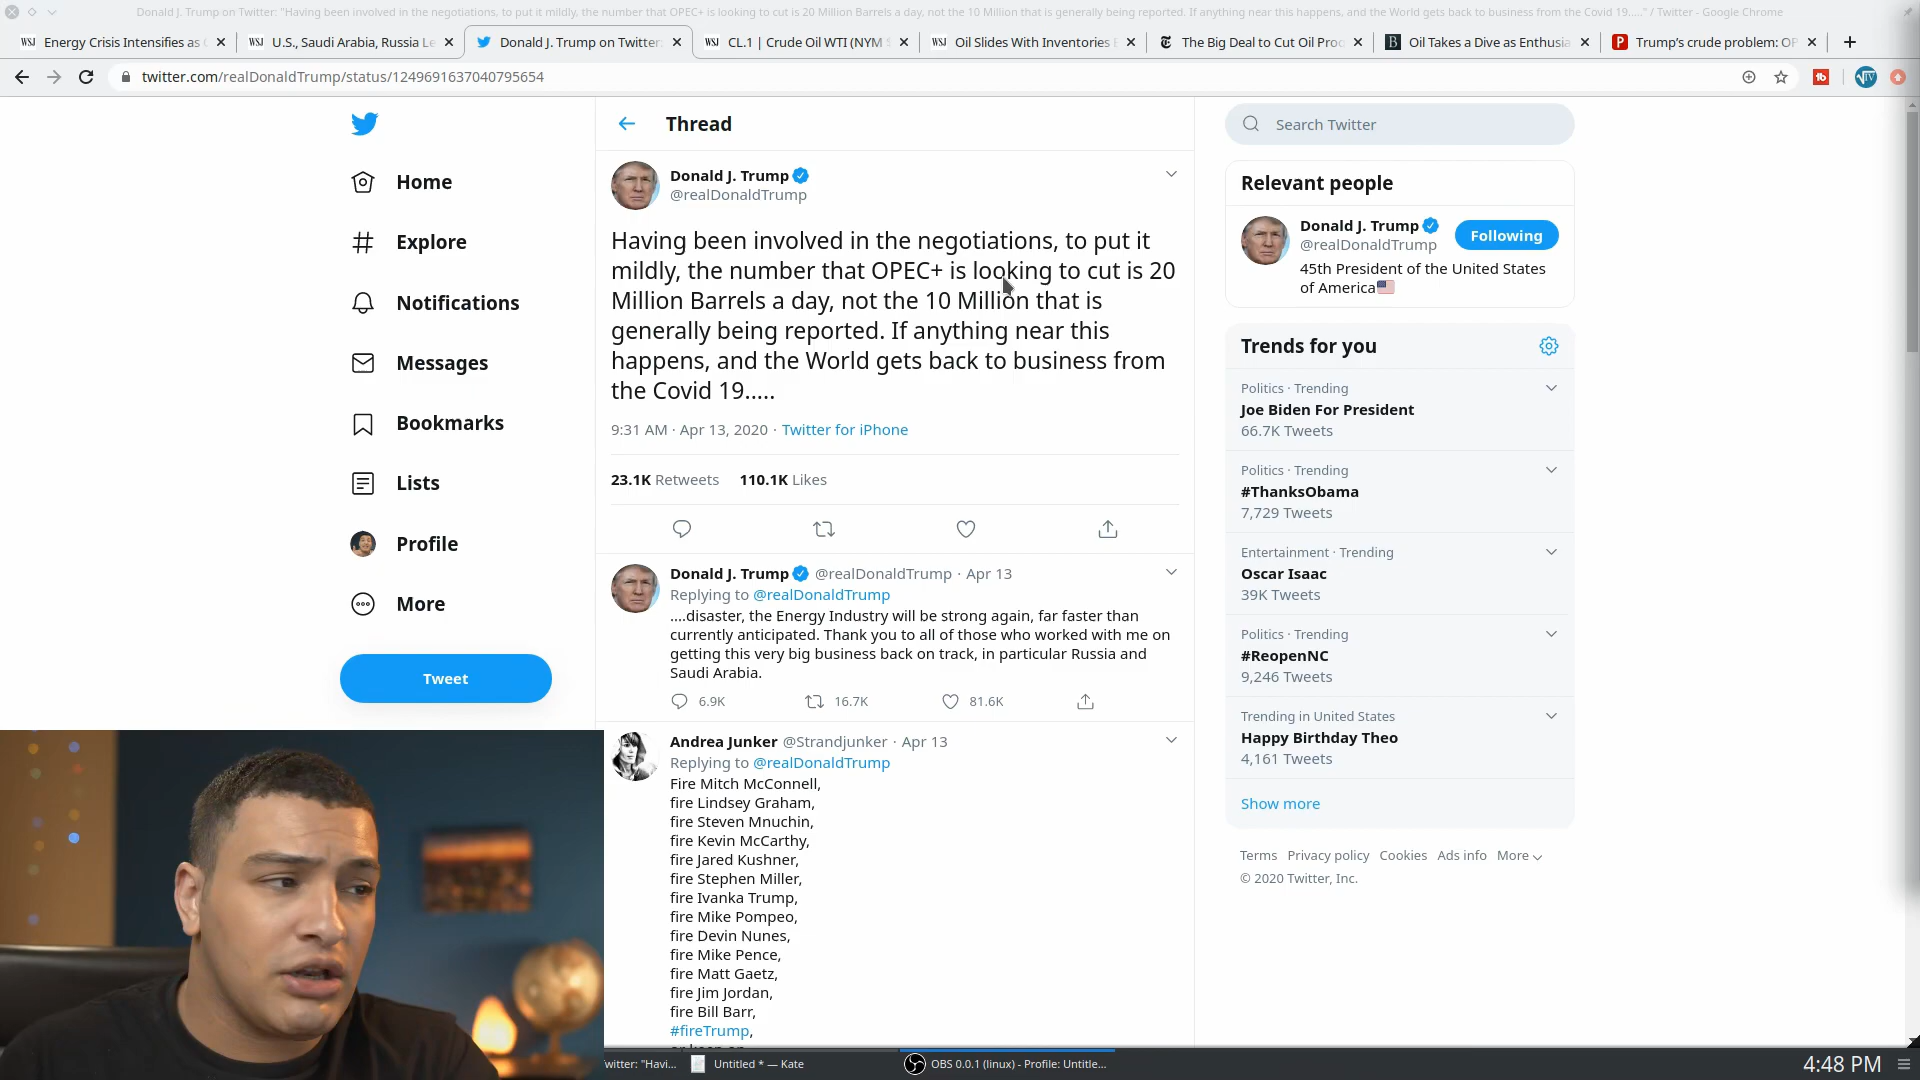 Donald J. Trump on Twitter: "Having been involved in the negotiations, to put it mildly, the number that OPEC+ is looking to cut is 20 Million Barrels a day, not the 10 Million that is generally being reported. If anything near this happens, and the World gets back to business from the Covid 19....." / Twitter - Google Chrome
WSJ Energy Crisis Intensifies as
WSJ U.S., Saudi Arabia, Russia Le
Donald J. Trump on Twitter:
WSJ CL.1 | Crude Oil WTI (NYM
WSJ Oil Slides With Inventories
The Big Deal to Cut Oil Pro
B Oil Takes a Dive as Enthusia
P Trump's crude problem: OP
twitter.com/realDonaldTrump/status/1249691637040795654
Home
Explore
Notifications
Messages
Bookmarks
Lists
Profile
More
Tweet
Thread
Donald J. Trump
@realDonaldTrump
Having been involved in the negotiations, to put it
mildly, the number that OPEC+ is looking to cut is 20
Million Barrels a day, not the 10 Million that is
generally being reported. If anything near this
happens, and the World gets back to business from
the Covid 19.....
9:31 AM · Apr 13, 2020 · Twitter for iPhone
23.1K Retweets 110.1K Likes
Donald J. Trump @realDonaldTrump · Apr 13
Replying to @realDonaldTrump
....disaster, the Energy Industry will be strong again, far faster than
currently anticipated. Thank you to all of those who worked with me on
getting this very big business back on track, in particular Russia and
Saudi Arabia.
6.9K 16.7K 81.6K
Andrea Junker @Strandjunker · Apr 13
Replying to @realDonaldTrump
Fire Mitch McConnell,
fire Lindsey Graham,
fire Steven Mnuchin,
fire Kevin McCarthy,
fire Jared Kushner,
fire Stephen Miller,
fire Ivanka Trump,
fire Mike Pompeo,
fire Devin Nunes,
fire Mike Pence,
fire Matt Gaetz,
fire Jim Jordan,
fire Bill Barr,
#fireTrump,
Search Twitter
Relevant people
Donald J. Trump
@realDonaldTrump
Following
45th President of the United States
of America
Trends for you
Politics · Trending
Joe Biden For President
66.7K Tweets
Politics · Trending
#ThanksObama
7,729 Tweets
Entertainment · Trending
Oscar Isaac
39K Tweets
Politics · Trending
#ReopenNC
9,246 Tweets
Trending in United States
Happy Birthday Theo
4,161 Tweets
Show more
Terms Privacy policy Cookies Ads info More
© 2020 Twitter, Inc.
witter: "Havi...
Untitled * — Kate
OBS 0.0.1 (linux) - Profile: Untitle...
4:48 PM